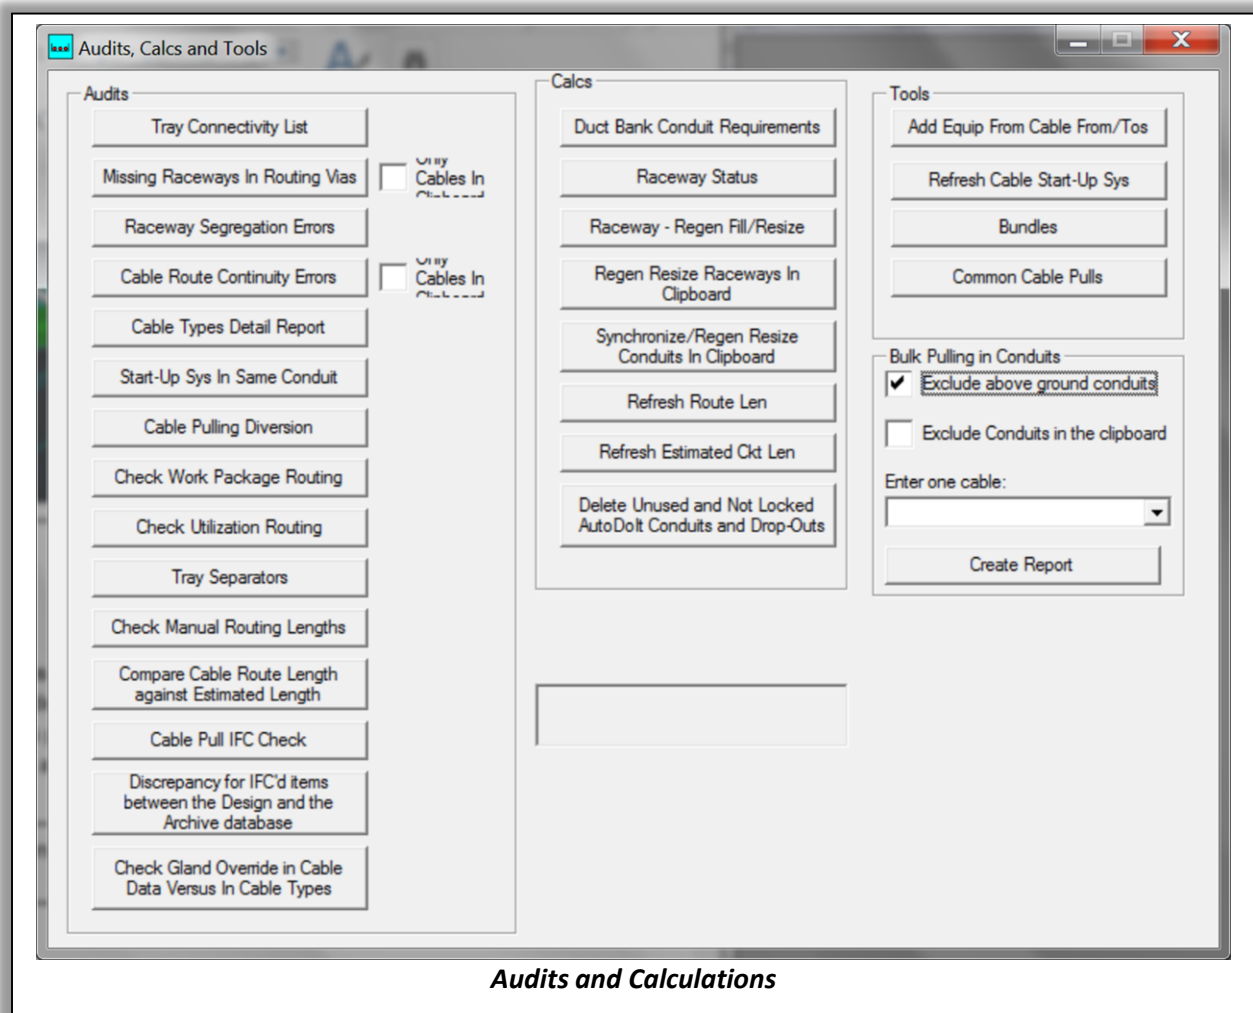 Audits, Calcs and Tools
Audits
Tray Connectivity List
Missing Raceways In Routing Vias
Only
Cables In
Clipboard
Raceway Segregation Errors
Cable Route Continuity Errors
Only
Cables In
Clipboard
Cable Types Detail Report
Start-Up Sys In Same Conduit
Cable Pulling Diversion
Check Work Package Routing
Check Utilization Routing
Tray Separators
Check Manual Routing Lengths
Compare Cable Route Length
against Estimated Length
Cable Pull IFC Check
Discrepancy for IFC'd items
between the Design and the
Archive database
Check Gland Override in Cable
Data Versus In Cable Types
Calcs
Duct Bank Conduit Requirements
Raceway Status
Raceway - Regen Fill/Resize
Regen Resize Raceways In
Clipboard
Synchronize/Regen Resize
Conduits In Clipboard
Refresh Route Len
Refresh Estimated Ckt Len
Delete Unused and Not Locked
AutoDoIt Conduits and Drop-Outs
Tools
Add Equip From Cable From/Tos
Refresh Cable Start-Up Sys
Bundles
Common Cable Pulls
Bulk Pulling in Conduits
Exclude above ground conduits
Exclude Conduits in the clipboard
Enter one cable:
Create Report
Audits and Calculations